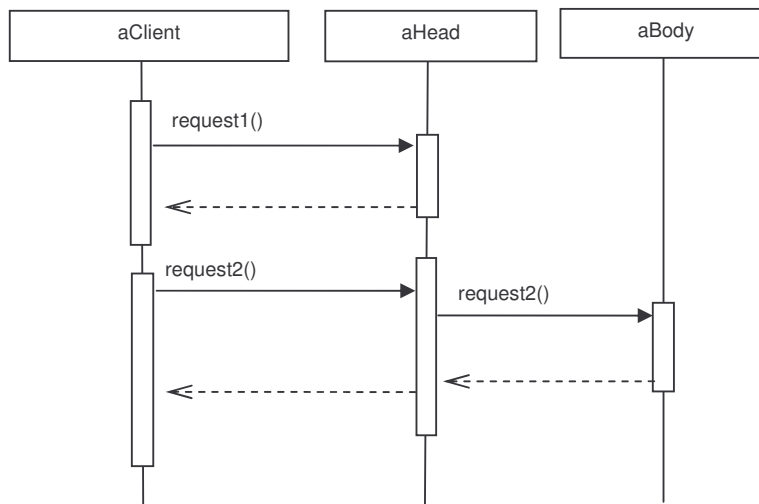 aClient
aHead
aBody
request1()
request2()
request2()